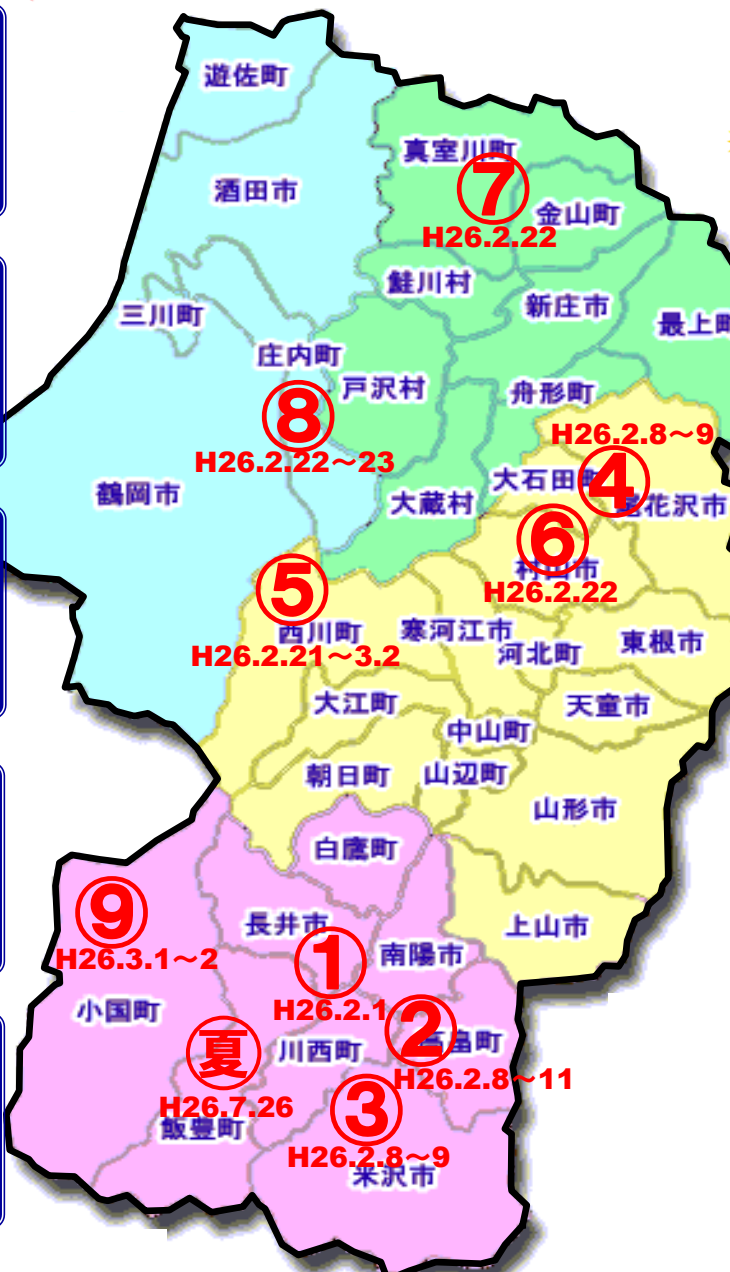 遊佐町
真室川町
酒田市
⑦
金山町
H26.2.22
鮭川村
新庄市
三川町
最上町
庄内町
戸沢村
舟形町
⑧
H26.2.8～9
H26.2.22～23
大石田町
④
尾花沢市
鶴岡市
大蔵村
⑥
村山市
H26.2.22
⑤
西川町
寒河江市
河北町
東根市
H26.2.21～3.2
大江町
天童市
中山町
朝日町
山辺町
山形市
白鷹町
⑨
長井市
上山市
南陽市
H26.3.1～2
①
H26.2.1
小国町
②
高畠町
川西町
夏
H26.2.8～11
H26.7.26
③
飯豊町
H26.2.8～9
米沢市